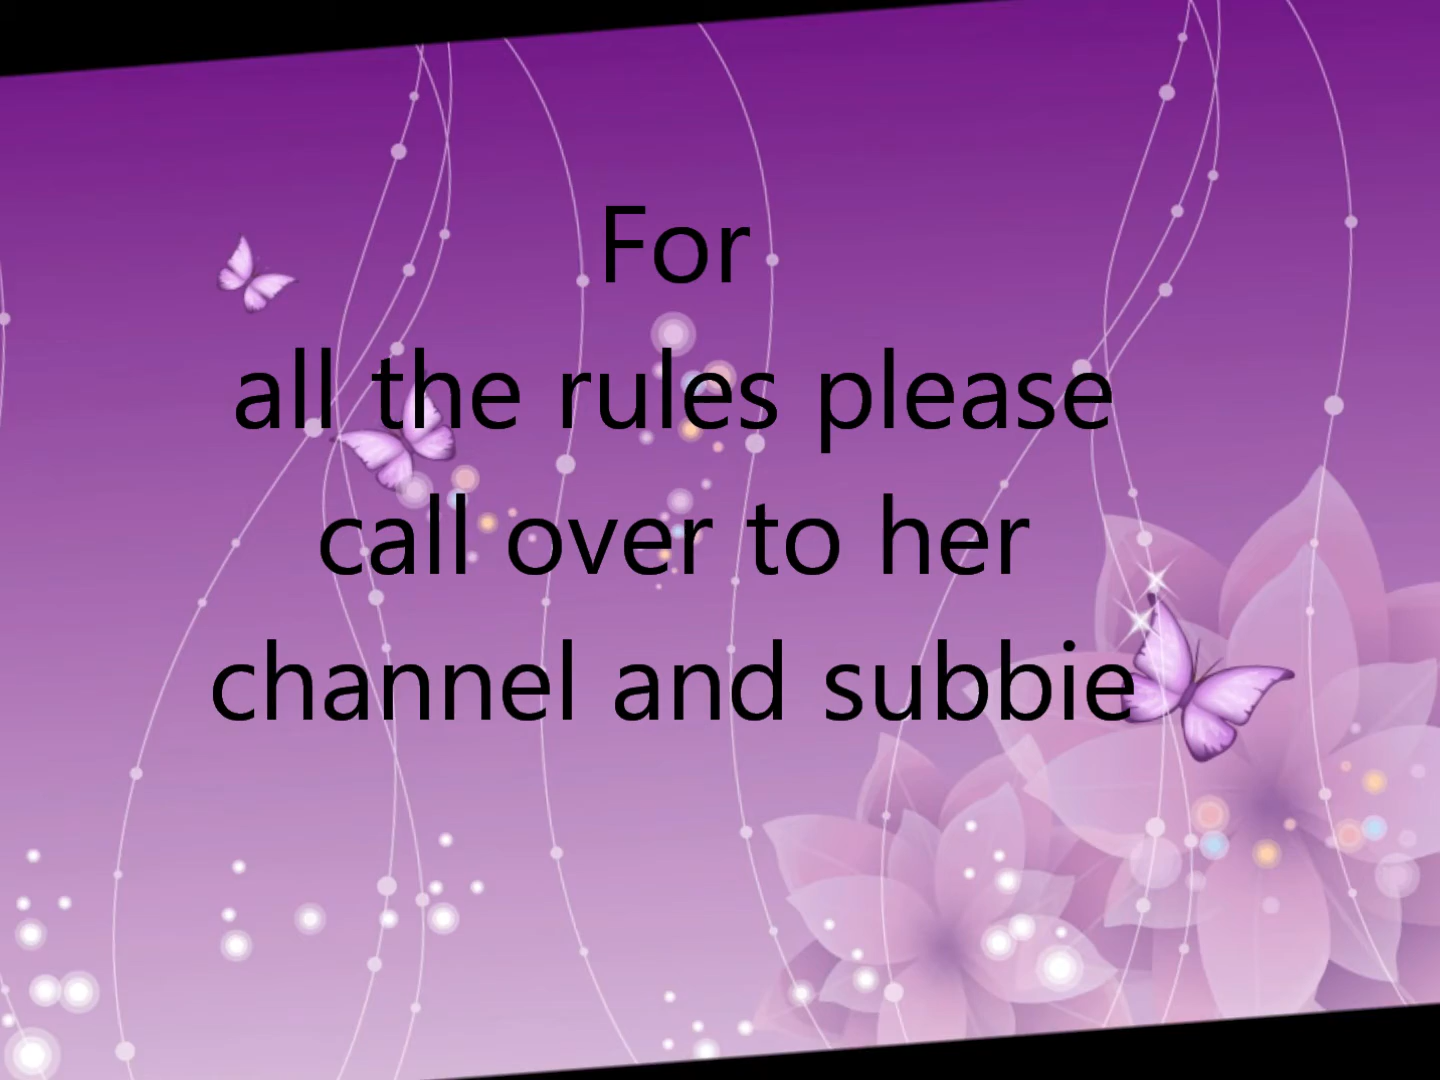 For
all the rules please
call over to her
channel and subbie